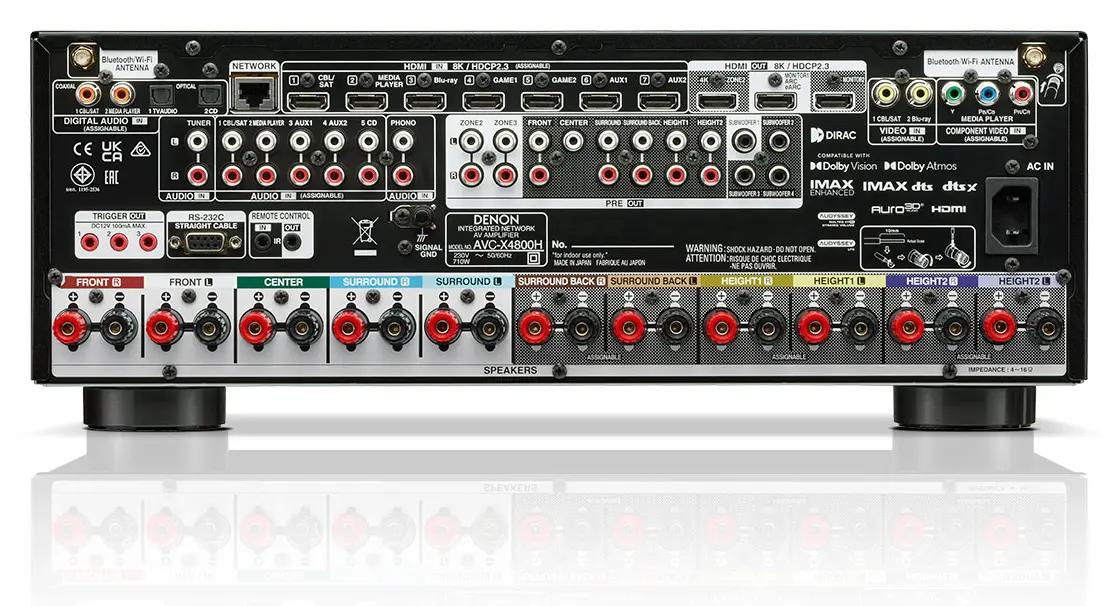 Bluetooth/Wi-Fi
ANTENNA
NETWORK
HDMI IN 8K / HDCP2.3 (ASSIGNABLE)
HDMI OUT 8K / HDCP2.3
Bluetooth/Wi-Fi ANTENNA
COAXIAL
OPTICAL
1 CBL/SAT
2 MEDIA PLAYER
3 Blu-ray
4 GAME1
5 GAME2
6 AUX1
7 AUX2
4K ZONE2
MONITOR1
ARC
eARC
MONITOR2
1 CBL/SAT 2 MEDIA PLAYER
1 TV AUDIO
2 CD
DIGITAL AUDIO IN
(ASSIGNABLE)
1 CBL/SAT 2 Blu-ray
VIDEO IN
(ASSIGNABLE)
Y
PB/CB
PR/CR
MEDIA PLAYER
COMPONENT VIDEO IN
(ASSIGNABLE)
TUNER
1 CBL/SAT 2 MEDIA PLAYER 3 AUX1 4 AUX2 5 CD
PHONO
L
R
AUDIO IN
AUDIO IN (ASSIGNABLE)
AUDIO IN
ZONE2 ZONE3
FRONT CENTER SURROUND SURROUND BACK HEIGHT1 HEIGHT2
SUBWOOFER 1 SUBWOOFER 2
L
R
SUBWOOFER 3 SUBWOOFER 4
PRE OUT
CE UK
CA
EAC
DIRAC
COMPATIBLE WITH
Dolby Vision Dolby Atmos
IMAX
ENHANCED
IMAX dts dts X
AURO 3D
HDMI
AC IN
TRIGGER OUT
DC12V 100mA MAX.
1 2 3
RS-232C
STRAIGHT CABLE
REMOTE CONTROL
IN OUT
IR
SIGNAL
GND
DENON
INTEGRATED NETWORK
AV AMPLIFIER
MODEL NO. AVC-X4800H
230V ~ 50/60Hz
710W
No.
"for indoor use only."
MADE IN JAPAN FABRIQUE AU JAPON
WARNING : SHOCK HAZARD - DO NOT OPEN.
ATTENTION : RISQUE DE CHOC ELECTRIQUE
-NE PAS OUVRIR.
AUDYSSEY
AUDYSSEY
10mm
FRONT R
FRONT L
CENTER
SURROUND R
SURROUND L
SURROUND BACK R
SURROUND BACK L
HEIGHT1 R
HEIGHT1 L
HEIGHT2 R
HEIGHT2 L
ASSIGNABLE
ASSIGNABLE
ASSIGNABLE
SPEAKERS
IMPEDANCE : 4~16Ω